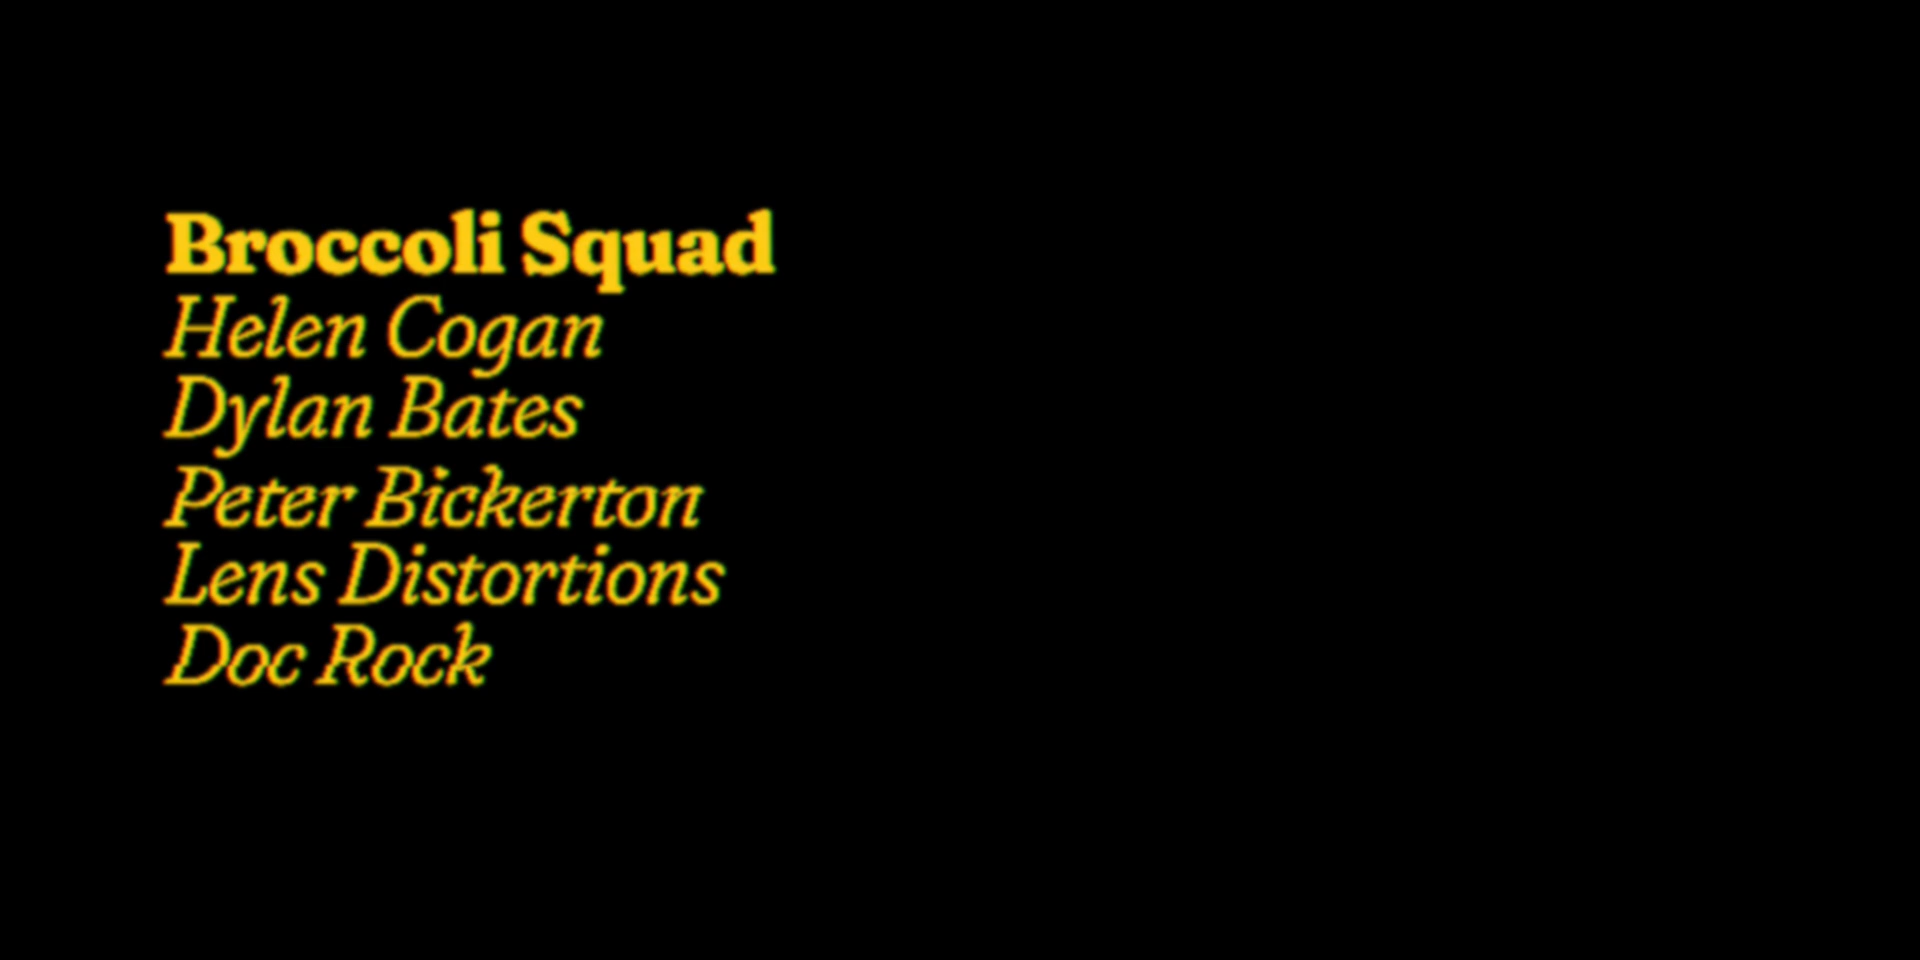 Broccoli Squad
Helen Cogan
Dylan Bates
Peter Bickerton
Lens Distortions
Doc Rock